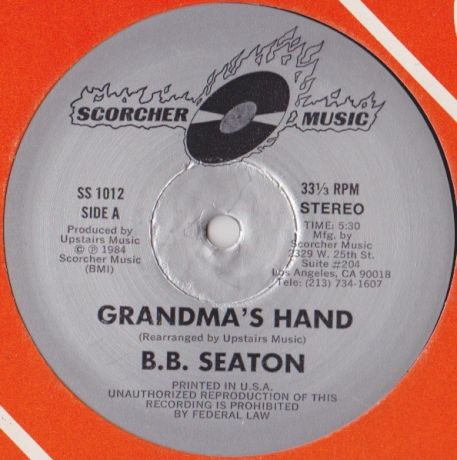 SCORCHER MUSIC
SS 1012
SIDE A
Produced by
Upstairs Music
© ℗ 1984
Scorcher Music
(BMI)
33⅓ RPM
STEREO
TIME: 5:30
Mfg. by
Scorcher Music
2329 W. 25th St.
Suite #204
Los Angeles, CA 90018
Tele: (213) 734-1607
GRANDMA'S HAND
(Rearranged by Upstairs Music)
B.B. SEATON
PRINTED IN U.S.A.
UNAUTHORIZED REPRODUCTION OF THIS
RECORDING IS PROHIBITED
BY FEDERAL LAW